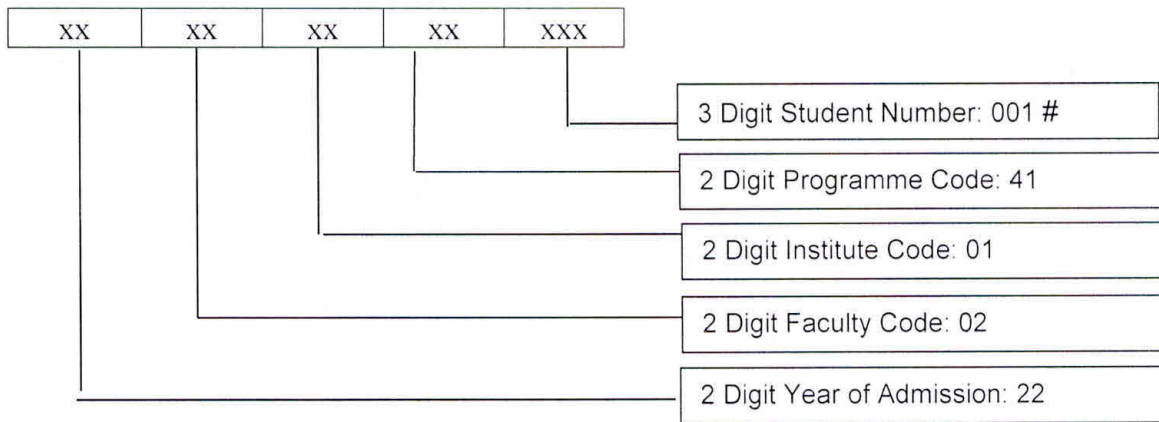 XX XX XX XX XXX
3 Digit Student Number: 001 #
2 Digit Programme Code: 41
2 Digit Institute Code: 01
2 Digit Faculty Code: 02
2 Digit Year of Admission: 22